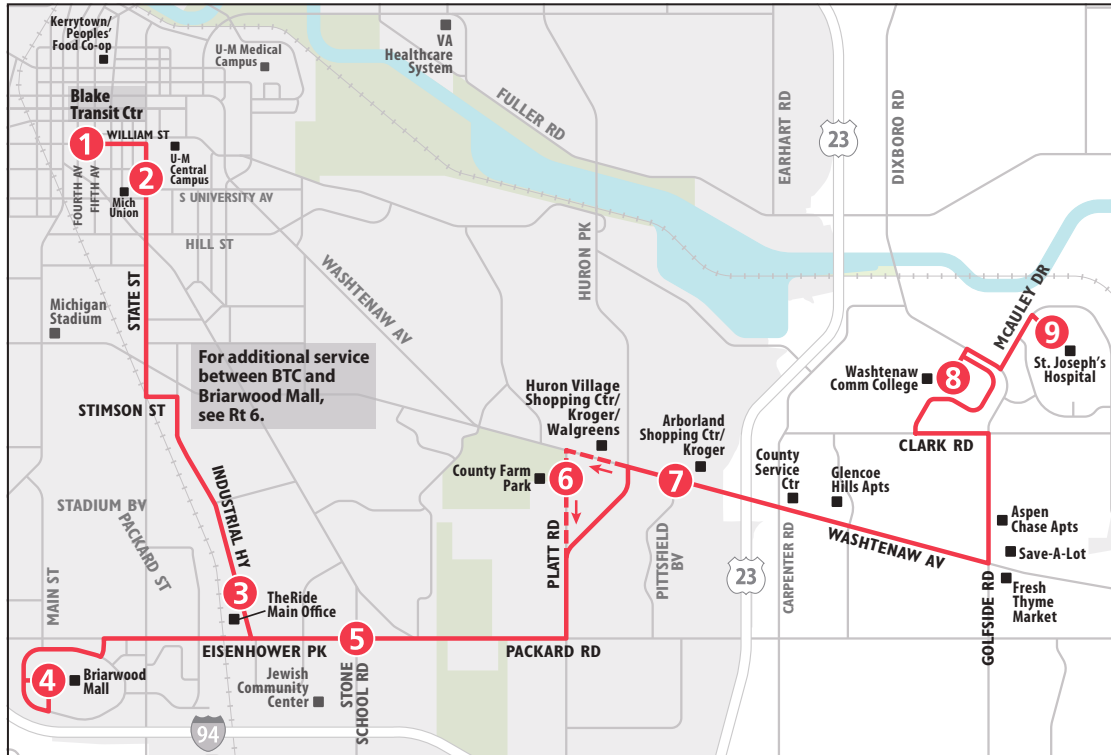 Kerrytown/
Peoples'
Food Co-op
U-M Medical
Campus
VA
Healthcare
System
Blake
Transit Ctr
WILLIAM ST
1
2
U-M
Central
Campus
Mich
Union
FOURTH AV
FIFTH AV
S UNIVERSITY AV
HILL ST
FULLER RD
EARHART RD
23
DIXBORO RD
HURON PK
WASHTENAW AV
STATE ST
Michigan
Stadium
For additional service
between BTC and
Briarwood Mall,
see Rt 6.
STIMSON ST
MCAULEY DR
9
St. Joseph's
Hospital
Washtenaw
Comm College
8
CLARK RD
Huron Village
Shopping Ctr/
Kroger/
Walgreens
Arborland
Shopping Ctr/
Kroger
County Farm
Park
6
7
County
Service
Ctr
Glencoe
Hills Apts
STADIUM BV
PACKARD ST
INDUSTRIAL HY
PLATT RD
PITTSFIELD
BV
WASHTENAW AV
Aspen
Chase Apts
Save-A-Lot
Fresh
Thyme
Market
GOLFSIDE RD
CARPENTER RD
23
MAIN ST
3
TheRide
Main Office
5
EISENHOWER PK
PACKARD RD
STONE
SCHOOL RD
4
Briarwood
Mall
Jewish
Community
Center
94